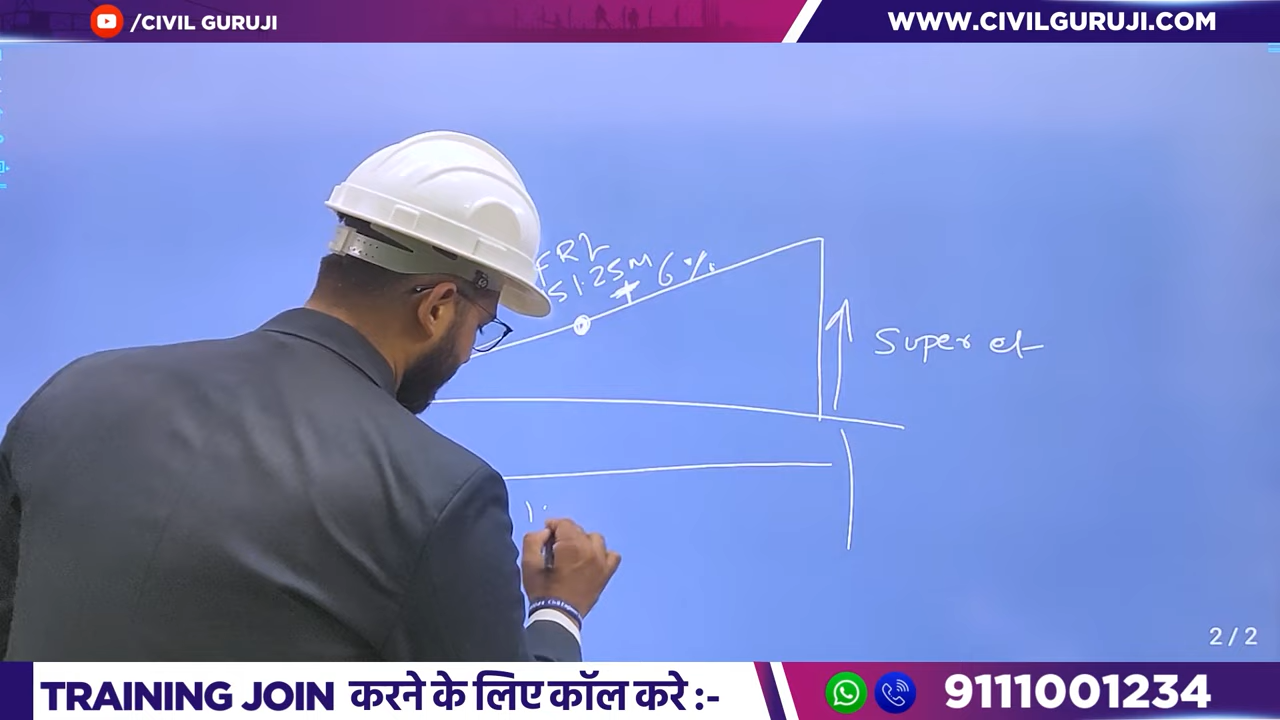 /CIVIL GURUJI
WWW.CIVILGURUJI.COM
FRL
51.25M
6%
Super el
2/2
TRAINING JOIN करने के लिए कॉल करे :-
9111001234